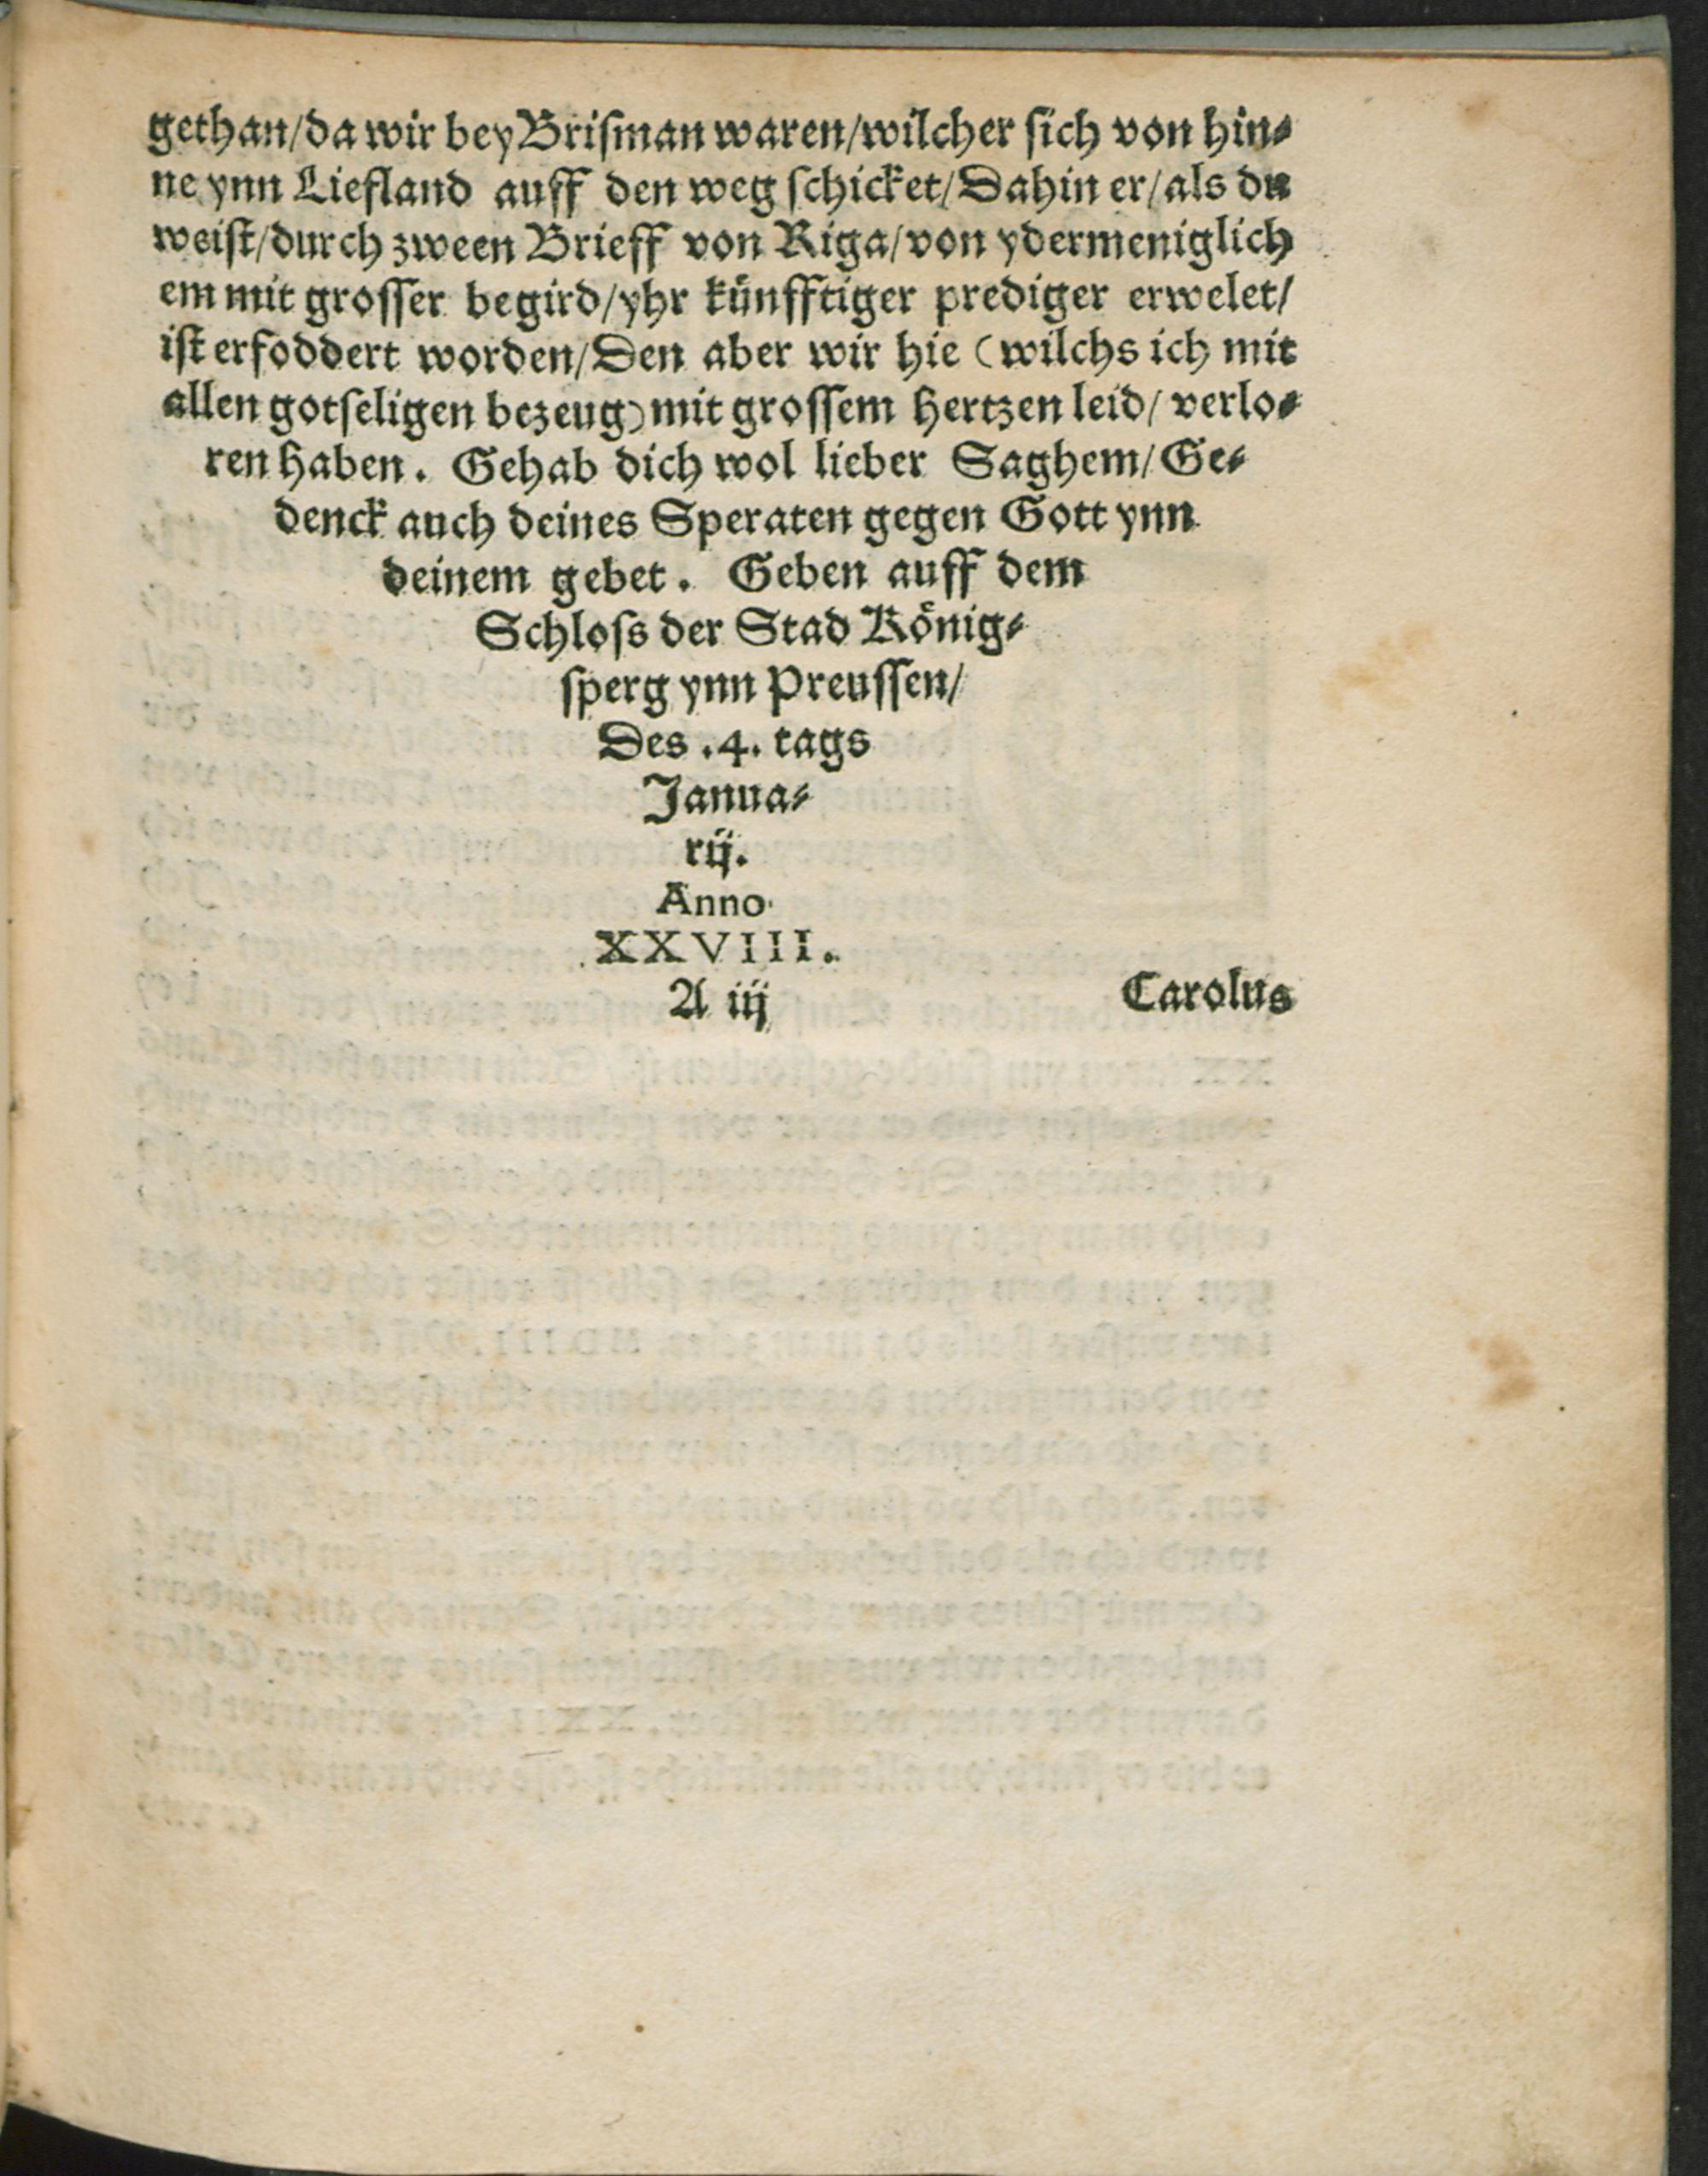 gethan/da wir bey Briſman waren/wilcher ſich von hin⸗
ne ynn Liefland auff den weg ſchicket/Dahin er/als du
weiſt/durch zween Brieff von Riga/von ydermeniglich
em mit groſſer begird/yhr künfftiger prediger erwelet/
iſt erfoddert worden/Den aber wir hie (wilchs ich mit
allen gotſeligen bezeug) mit groſſem hertzen leid/verlo⸗
ren haben. Gehab dich wol lieber Saghem/Ge⸗
denck auch deines Speraten gegen Gott ynn
deinem gebet. Geben auff dem
Schloſs der Stad König⸗
ſperg ynn Preuſſen/
Des .4. tags
Janua⸗
rij.
Anno
XXVIII.
A iij Carolus